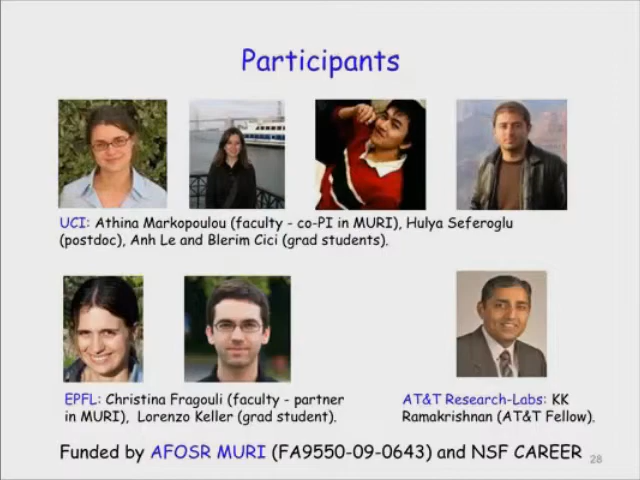 Participants
UCI: Athina Markopoulou (faculty - co-PI in MURI), Hulya Seferoglu
(postdoc), Anh Le and Blerim Cici (grad students).
EPFL: Christina Fragouli (faculty - partner
in MURI), Lorenzo Keller (grad student).
AT&T Research-Labs: KK
Ramakrishnan (AT&T Fellow).
Funded by AFOSR MURI (FA9550-09-0643) and NSF CAREER
28